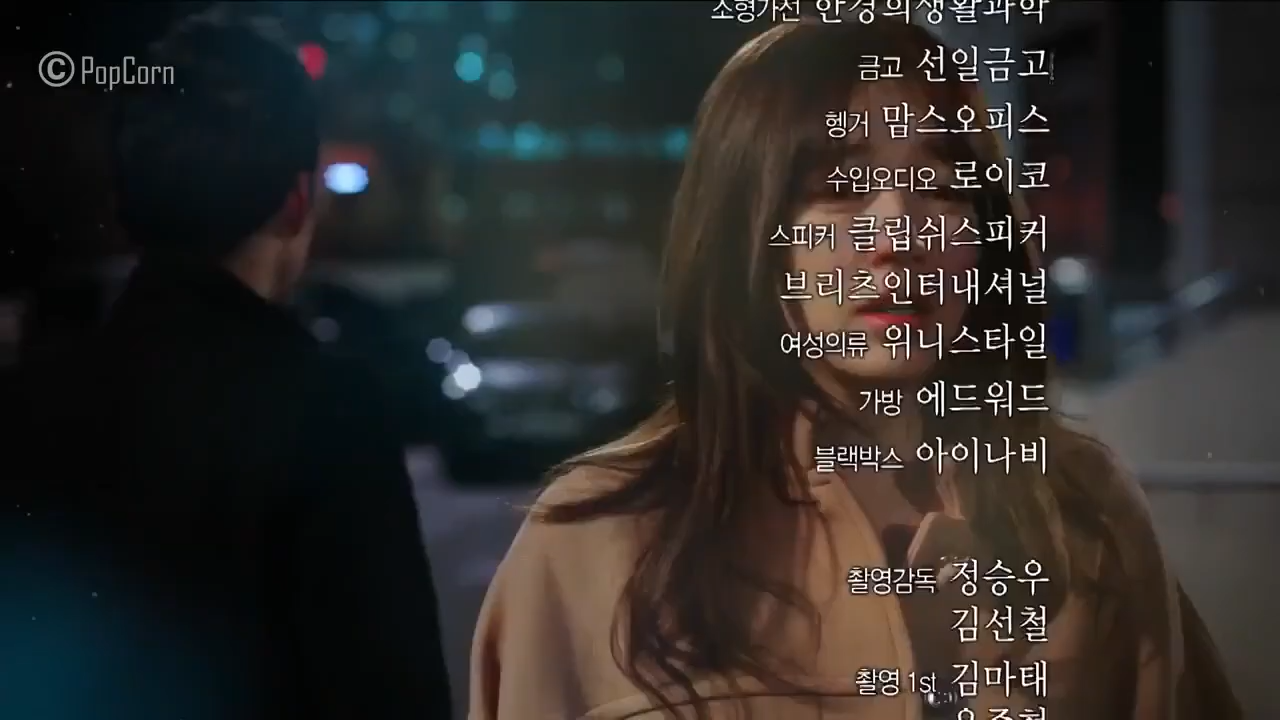 소형가전 한경희생활과학
© PopCorn
금고 선일금고
행거 맘스오피스
수입오디오 로이코
스피커 클립쉬스피커
브리츠인터내셔널
여성의류 위니스타일
가방 에드워드
블랙박스 아이나비
촬영감독 정승우
김선철
촬영 1st 김마태